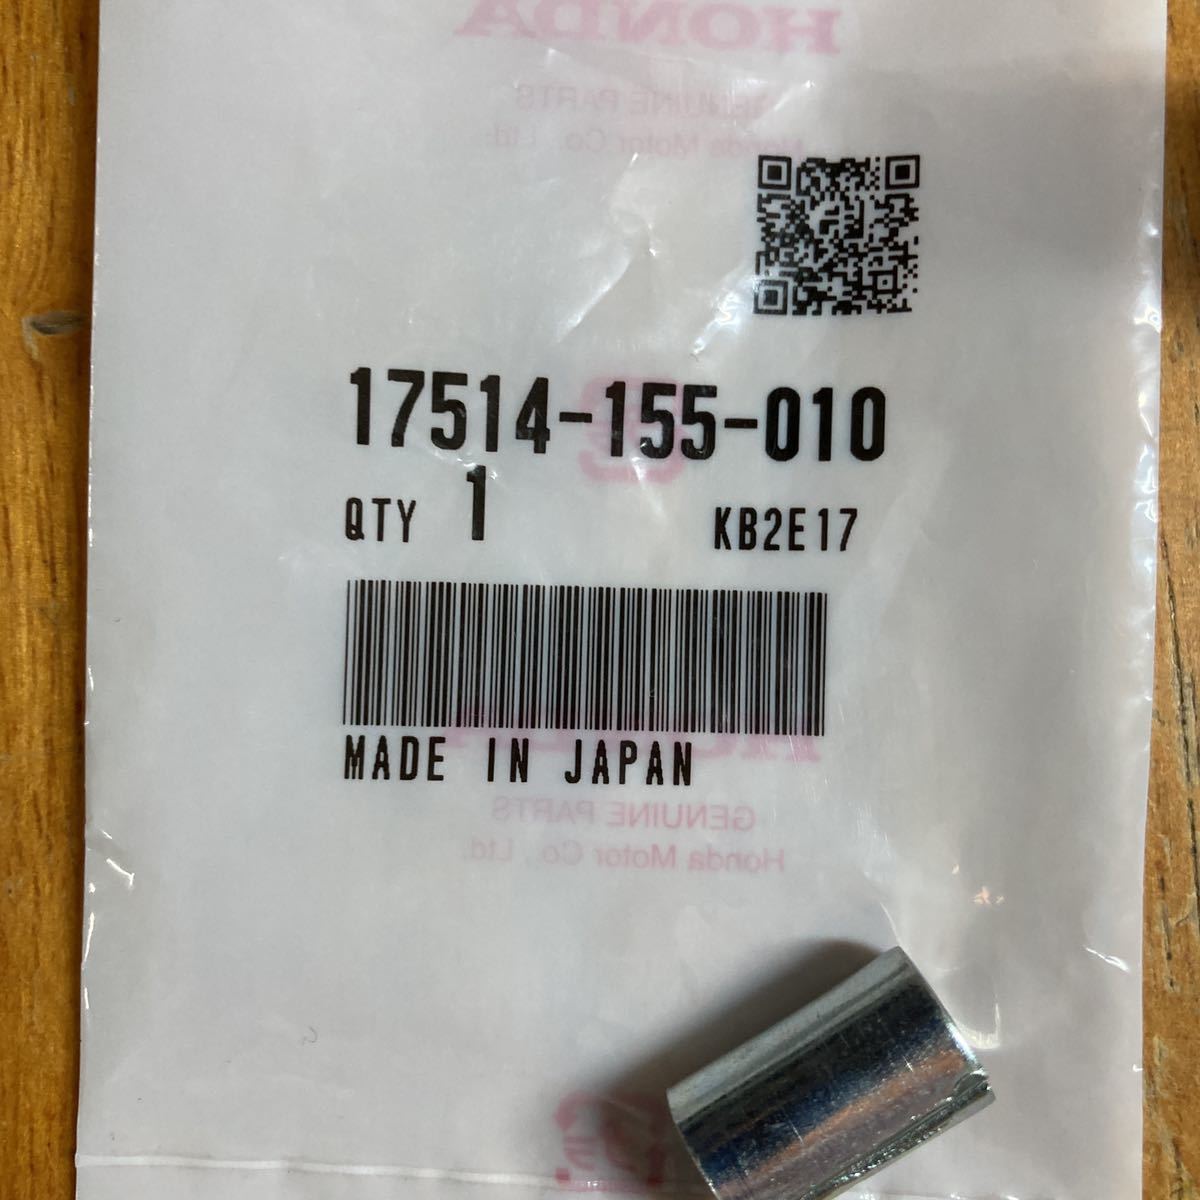 HONDA
GENUINE PARTS
Honda Motor Co., Ltd.
17514-155-010
QTY 1 KB2E17
MADE IN JAPAN
HONDA
GENUINE PARTS
Honda Motor Co., Ltd.